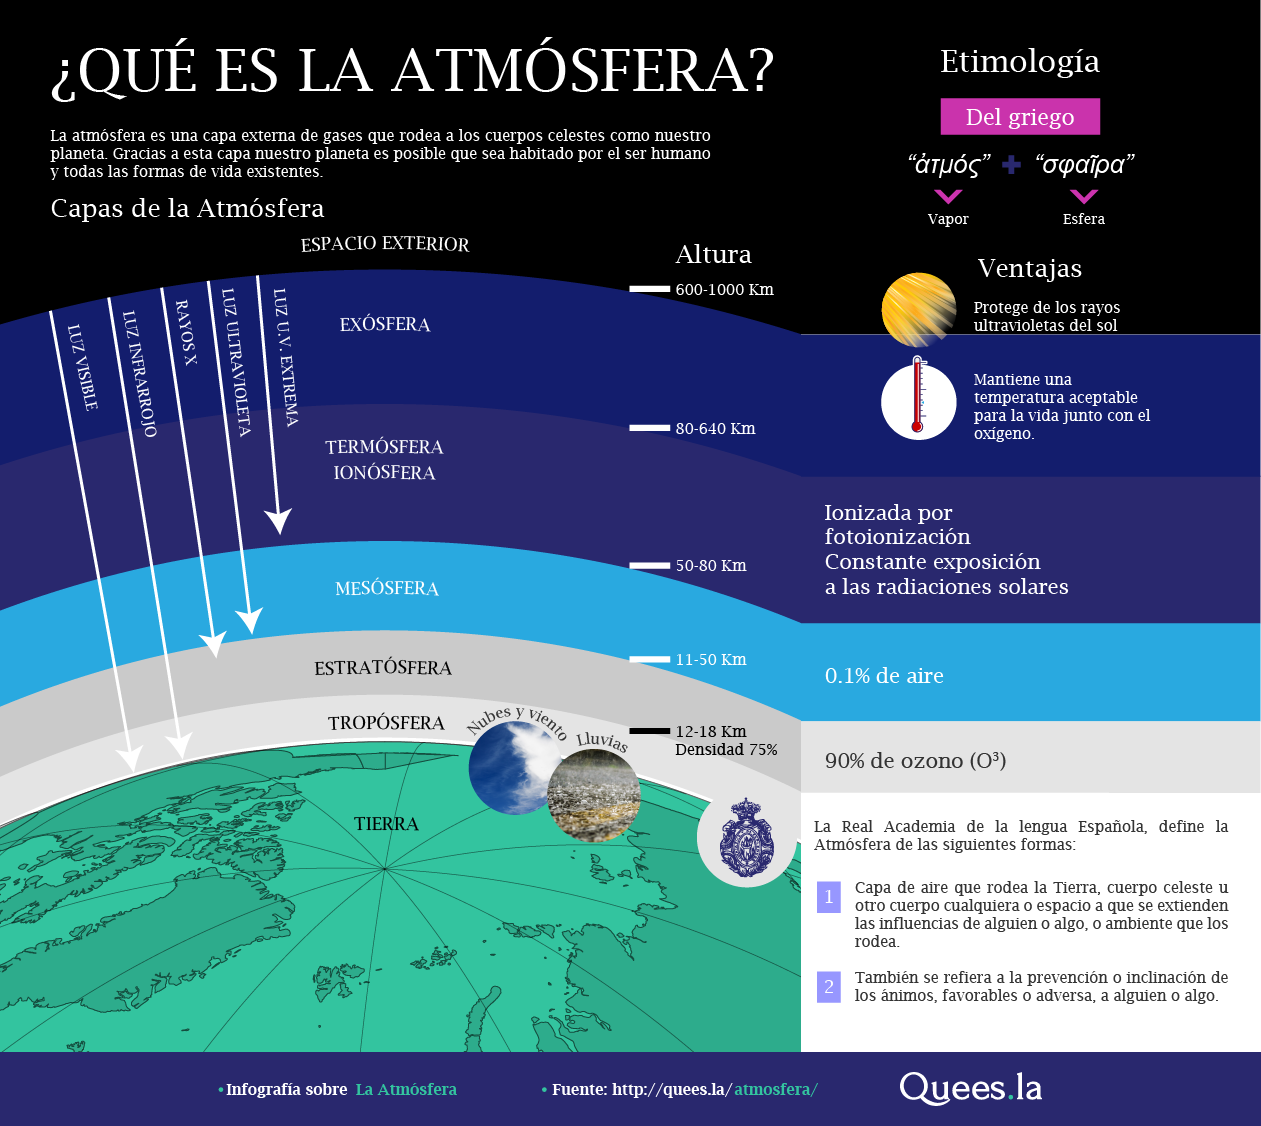 ¿QUÉ ES LA ATMÓSFERA?
La atmósfera es una capa externa de gases que rodea a los cuerpos celestes como nuestro
planeta. Gracias a esta capa nuestro planeta es posible que sea habitado por el ser humano
y todas las formas de vida existentes.
Capas de la Atmósfera
ESPACIO EXTERIOR
Altura
600-1000 Km
EXÓSFERA
LUZ VISIBLE
LUZ INFRARROJO
RAYOS X
LUZ ULTRAVIOLETA
LUZ U.V. EXTREMA
80-640 Km
TERMÓSFERA
IONÓSFERA
50-80 Km
MESÓSFERA
11-50 Km
ESTRATÓSFERA
TROPÓSFERA
Nubes y viento
Lluvias
12-18 Km
Densidad 75%
TIERRA
Etimología
Del griego
“ἀτμός” + “σφαῖρα”
Vapor
Esfera
Ventajas
Protege de los rayos
ultravioletas del sol
Mantiene una
temperatura aceptable
para la vida junto con el
oxígeno.
Ionizada por
fotoionización
Constante exposición
a las radiaciones solares
0.1% de aire
90% de ozono (O³)
La Real Academia de la lengua Española, define la
Atmósfera de las siguientes formas:
1
Capa de aire que rodea la Tierra, cuerpo celeste u
otro cuerpo cualquiera o espacio a que se extienden
las influencias de alguien o algo, o ambiente que los
rodea.
2
También se refiera a la prevención o inclinación de
los ánimos, favorables o adversa, a alguien o algo.
• Infografía sobre La Atmósfera
• Fuente: http://quees.la/atmosfera/
Quees.la